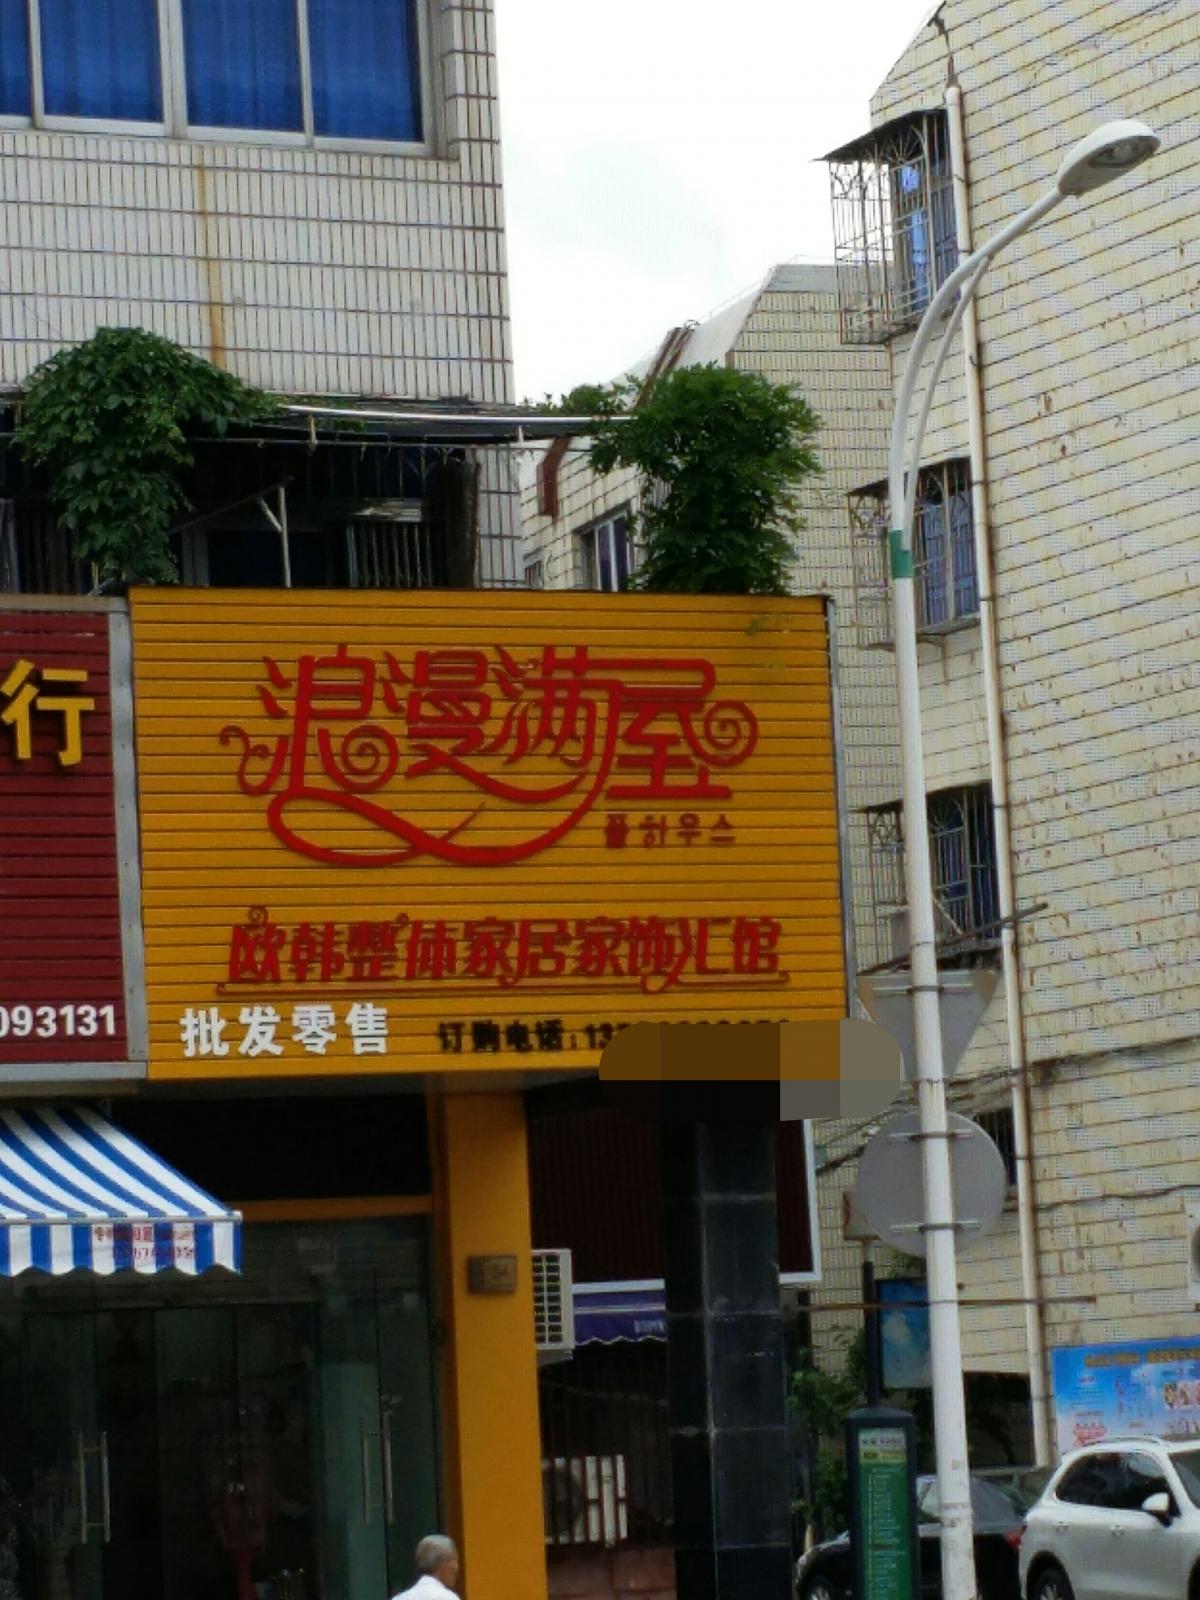 行
浪漫满屋
풀하우스
欧韩整体家居家饰汇馆
093131
批发零售
订购电话:13